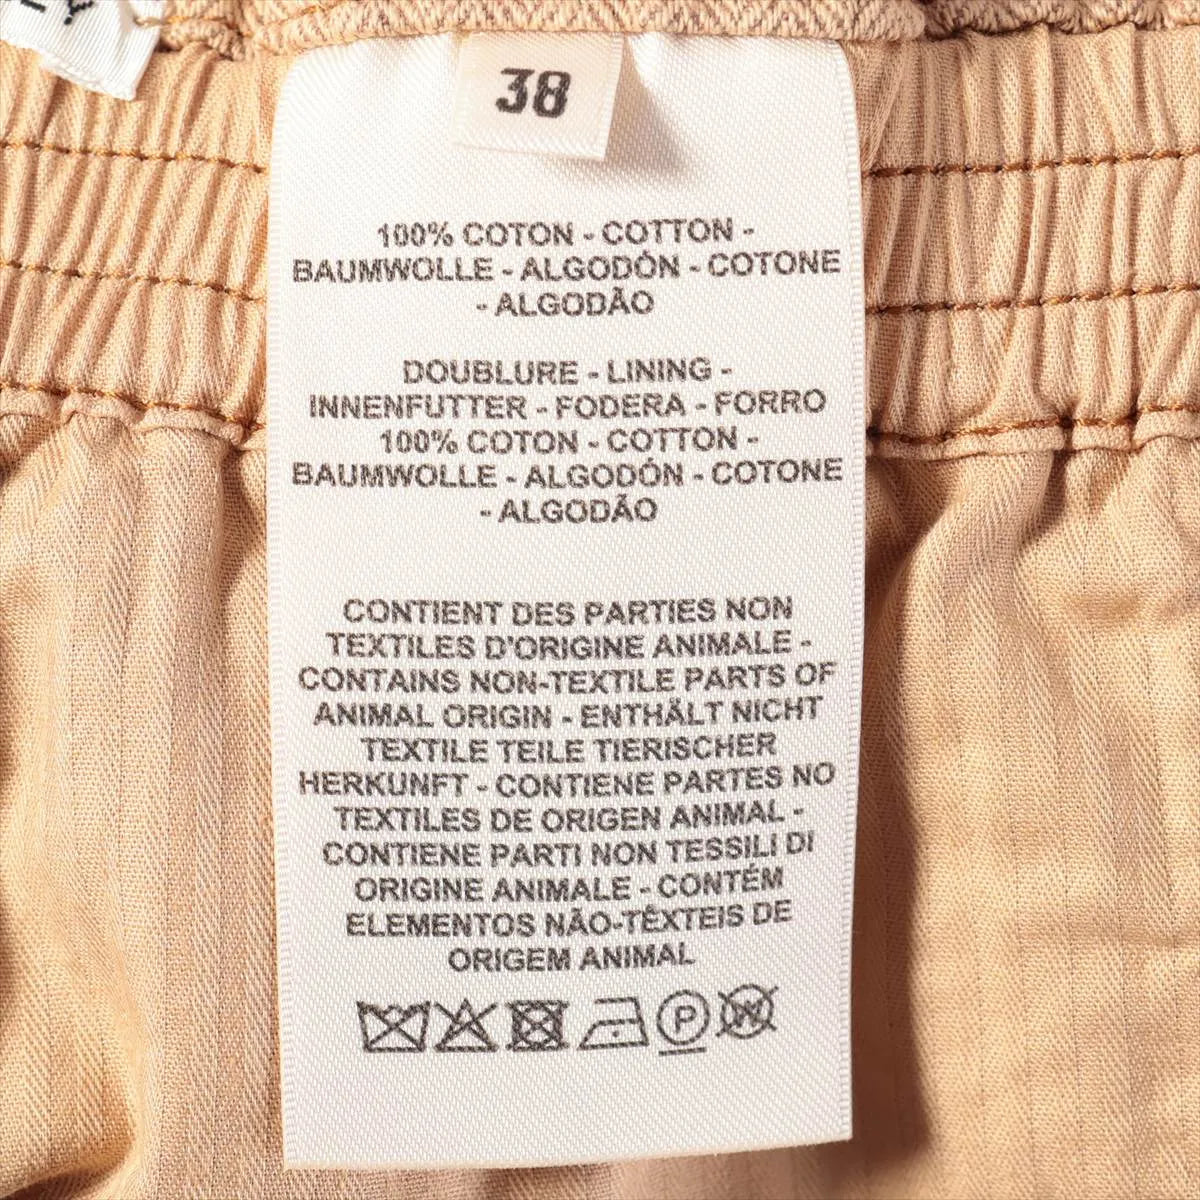 38
100% COTON - COTTON -
BAUMWOLLE - ALGODÓN - COTONE
- ALGODÃO
DOUBLURE - LINING -
INNENFUTTER - FODERA - FORRO
100% COTON - COTTON -
BAUMWOLLE - ALGODÓN - COTONE
- ALGODÃO
CONTIENT DES PARTIES NON
TEXTILES D'ORIGINE ANIMALE -
CONTAINS NON-TEXTILE PARTS OF
ANIMAL ORIGIN - ENTHÄLT NICHT
TEXTILE TEILE TIERISCHER
HERKUNFT - CONTIENE PARTES NO
TEXTILES DE ORIGEN ANIMAL -
CONTIENE PARTI NON TESSILI DI
ORIGINE ANIMALE - CONTÉM
ELEMENTOS NÃO-TÊXTEIS DE
ORIGEM ANIMAL
P W